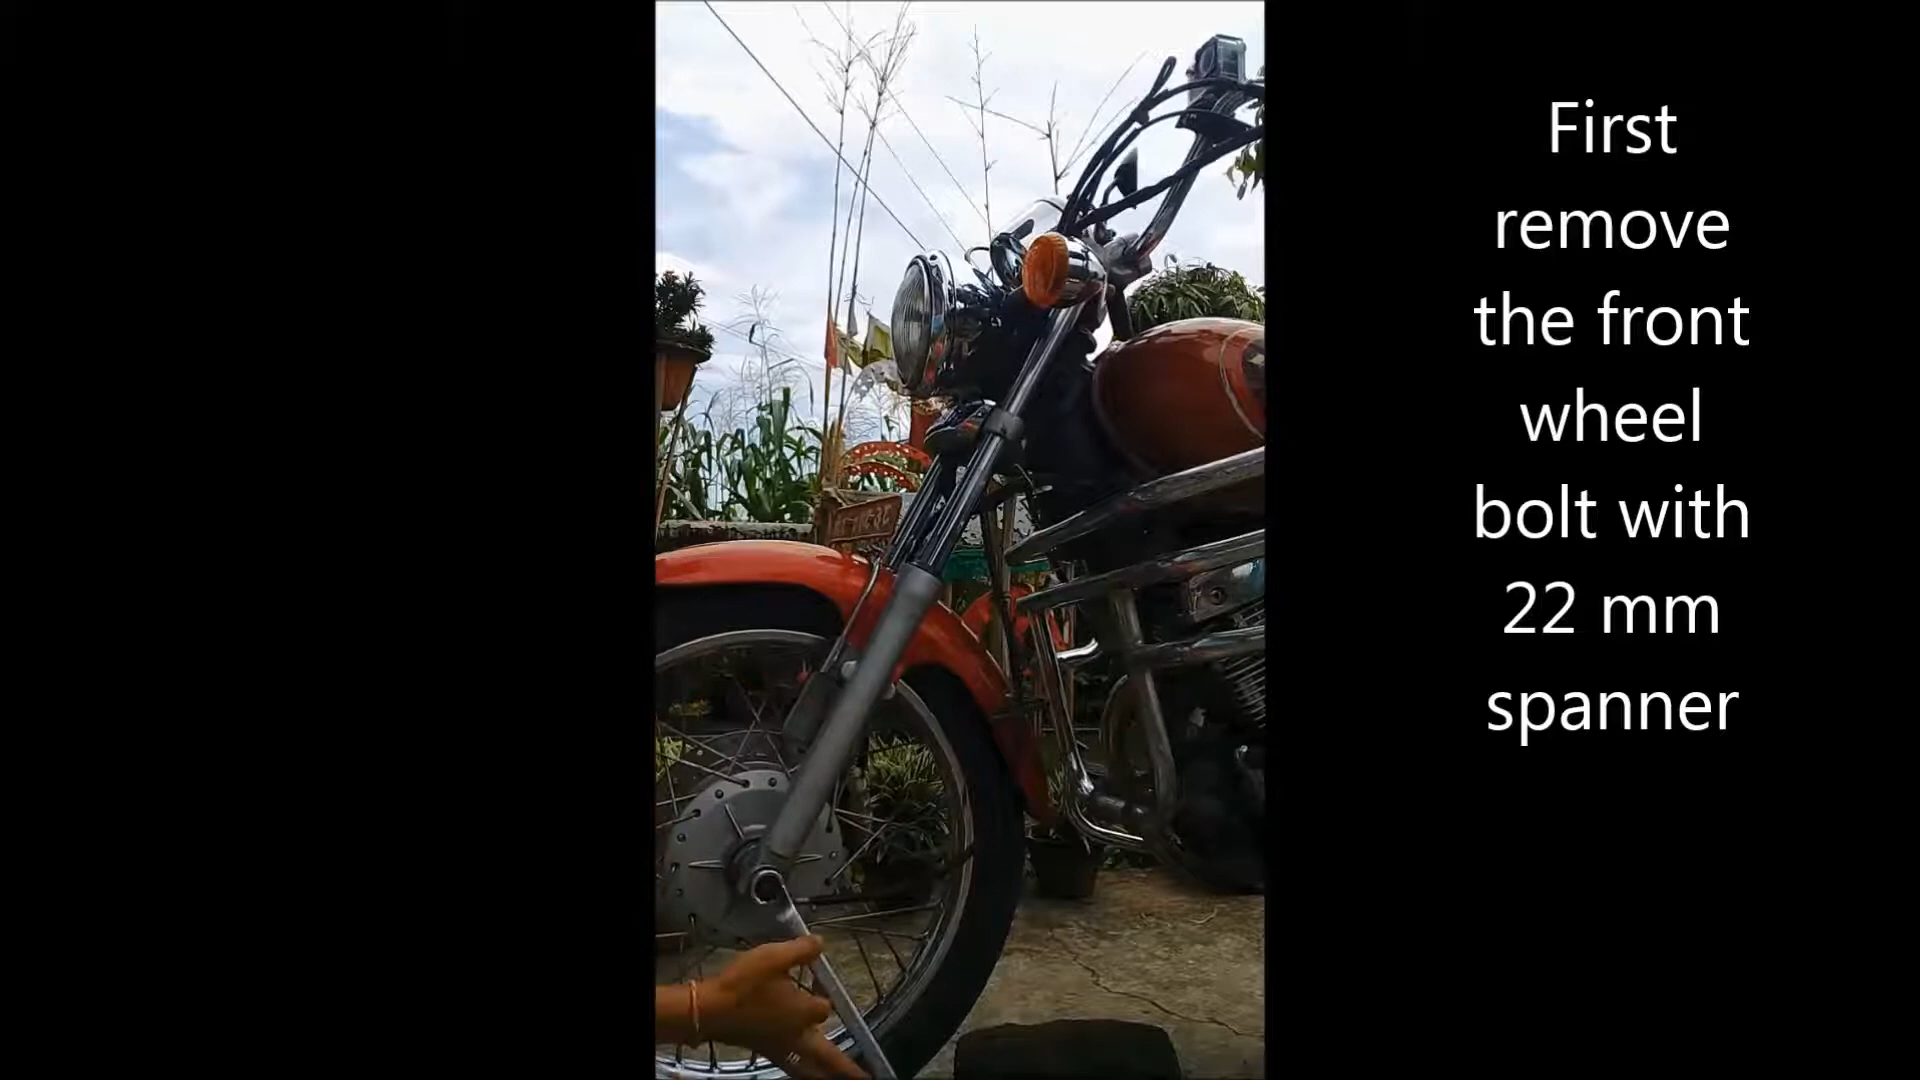 First
remove
the front
wheel
bolt with
22 mm
spanner